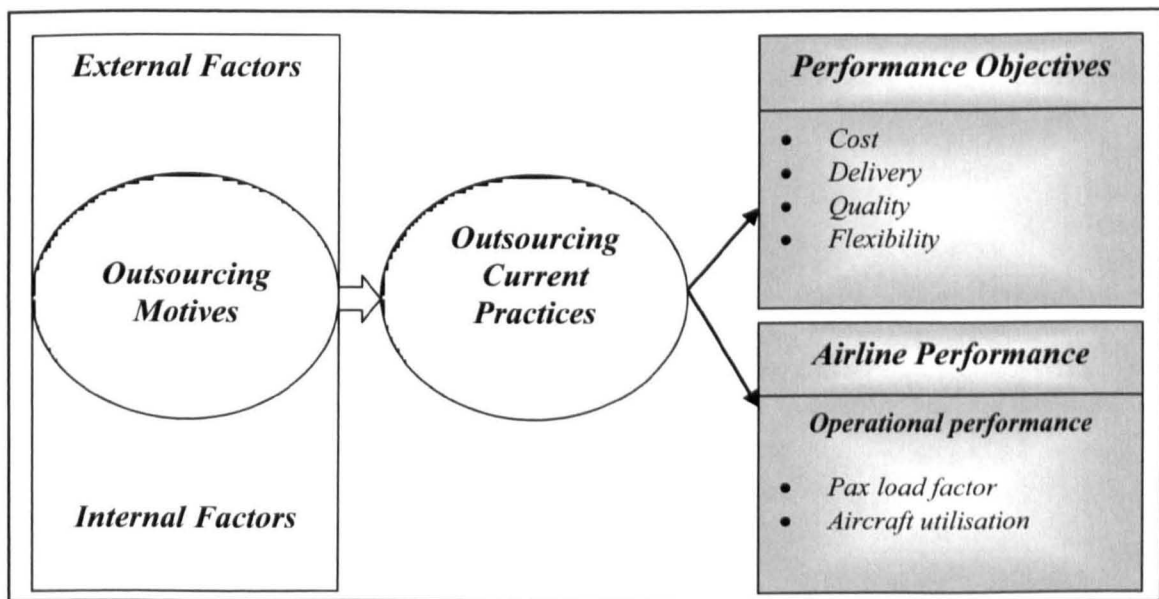 External Factors
Outsourcing
Motives
Internal Factors
Outsourcing
Current
Practices
Performance Objectives
• Cost
• Delivery
• Quality
• Flexibility
Airline Performance
Operational performance
• Pax load factor
• Aircraft utilisation